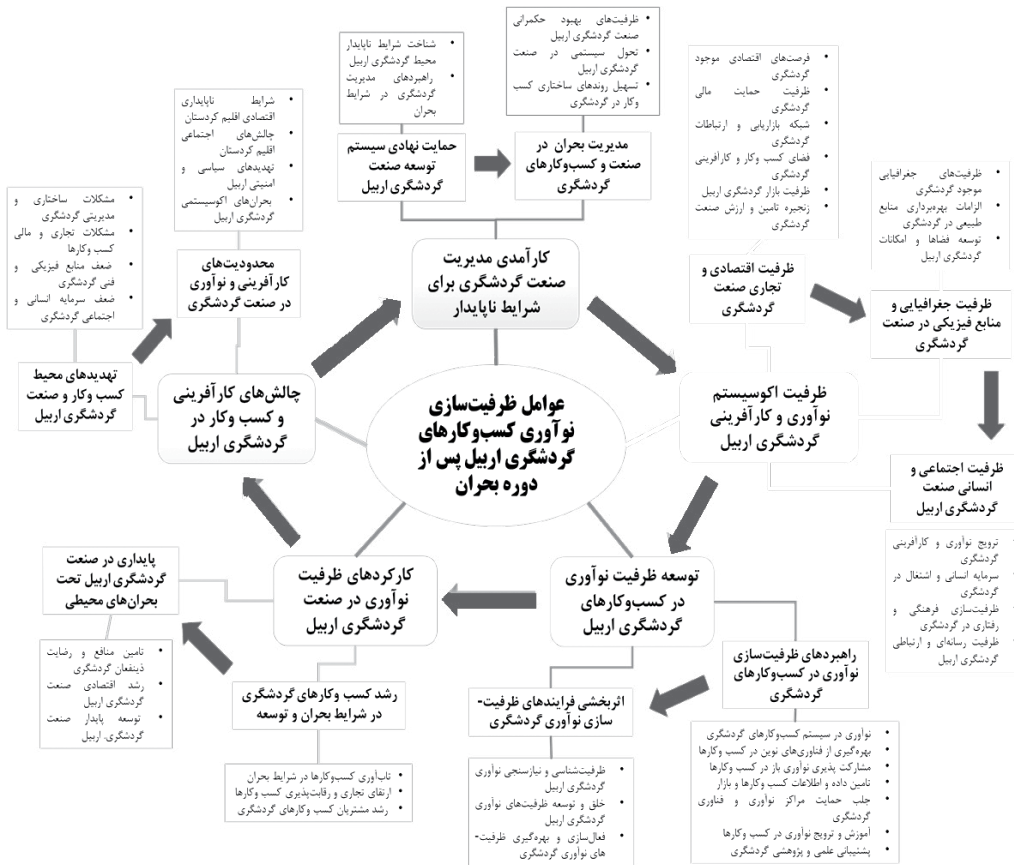 عوامل ظرفیت‌سازی
نوآوری کسب‌وکارهای
گردشگری اربیل پس از
دوره بحران
کارآمدی مدیریت
صنعت گردشگری برای
شرایط ناپایدار
حمایت نهادی سیستم
توسعه صنعت
گردشگری اربیل
• شناخت شرایط ناپایدار
محیط گردشگری اربیل
• راهبردهای مدیریت
گردشگری در شرایط
بحران
مدیریت بحران در
صنعت و کسب‌وکارهای
گردشگری
• ظرفیت‌های بهبود حکمرانی
صنعت گردشگری اربیل
• تحول سیستمی در صنعت
گردشگری اربیل
• تسهیل روندهای ساختاری کسب
وکار در گردشگری
ظرفیت اکوسیستم
نوآوری و کارآفرینی
گردشگری اربیل
ظرفیت اقتصادی و
تجاری صنعت
گردشگری
• فرصت‌های اقتصادی موجود
گردشگری
• ظرفیت حمایت مالی
گردشگری
• شبکه بازاریابی و ارتباطات
گردشگری
• فضای کسب وکار و کارآفرینی
گردشگری
• ظرفیت بازار گردشگری اربیل
• زنجیره تامین و ارزش صنعت
گردشگری
ظرفیت جغرافیایی و
منابع فیزیکی در صنعت
گردشگری
• ظرفیت‌های جغرافیایی
موجود گردشگری
• الزامات بهره‌برداری منابع
طبیعی در گردشگری
• توسعه فضاها و امکانات
گردشگری اربیل
ظرفیت اجتماعی و
انسانی صنعت
گردشگری اربیل
ترویج نوآوری و کارآفرینی
گردشگری
سرمایه انسانی و اشتغال در
گردشگری
ظرفیت‌سازی فرهنگی و
رفتاری در گردشگری
ظرفیت رسانه‌ای و ارتباطی
گردشگری اربیل
توسعه ظرفیت نوآوری
در کسب‌وکارهای
گردشگری اربیل
راهبردهای ظرفیت‌سازی
نوآوری در کسب‌وکارهای
گردشگری
• نوآوری در سیستم کسب‌وکارهای گردشگری
• بهره‌گیری از فناوری‌های نوین در کسب وکارها
• مشارکت پذیری نوآوری باز در کسب وکارها
• تامین داده و اطلاعات کسب وکارها و بازار
• جلب حمایت مراکز نوآوری و فناوری
گردشگری
• آموزش و ترویج نوآوری در کسب وکارها
• پشتیبانی علمی و پژوهشی گردشگری
اثربخشی فرایندهای ظرفیت-
سازی نوآوری گردشگری
• ظرفیت‌شناسی و نیازسنجی نوآوری
گردشگری اربیل
• خلق و توسعه ظرفیت‌های نوآوری
گردشگری اربیل
• فعال‌سازی و بهره‌گیری ظرفیت-
های نوآوری گردشگری
کارکردهای ظرفیت
نوآوری در صنعت
گردشگری اربیل
رشد کسب وکارهای گردشگری
در شرایط بحران و توسعه
• تاب‌آوری کسب‌وکارها در شرایط بحران
• ارتقای تجاری و رقابت‌پذیری کسب وکارها
• رشد مشتریان کسب وکارهای گردشگری
پایداری در صنعت
گردشگری اربیل تحت
بحران‌های محیطی
• تامین منافع و رضایت
ذینفعان گردشگری
• رشد اقتصادی صنعت
گردشگری اربیل
• توسعه پایدار صنعت
گردشگری. اربیل
چالش‌های کارآفرینی
و کسب وکار در
گردشگری اربیل
تهدیدهای محیط
کسب وکار و صنعت
گردشگری اربیل
• مشکلات ساختاری و
مدیریتی گردشگری
• مشکلات تجاری و مالی
کسب وکارها
• ضعف منابع فیزیکی و
فنی گردشگری
• ضعف سرمایه انسانی و
اجتماعی گردشگری
محدودیت‌های
کارآفرینی و نوآوری
در صنعت گردشگری
• شرایط ناپایداری
اقتصادی اقلیم کردستان
• چالش‌های اجتماعی
اقلیم کردستان
• تهدیدهای سیاسی و
امنیتی اربیل
• بحران‌های اکوسیستمی
گردشگری اربیل